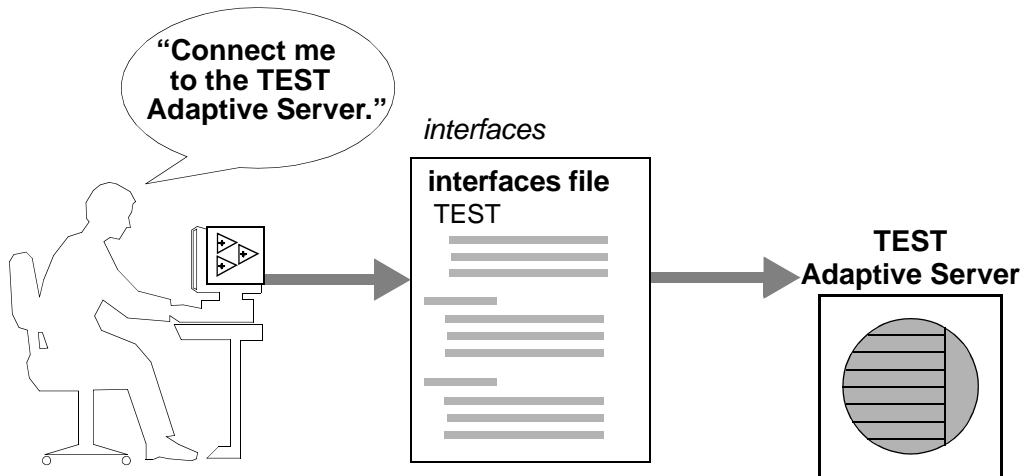 “Connect me
to the TEST
Adaptive Server.”
interfaces
interfaces file
TEST
TEST
Adaptive Server